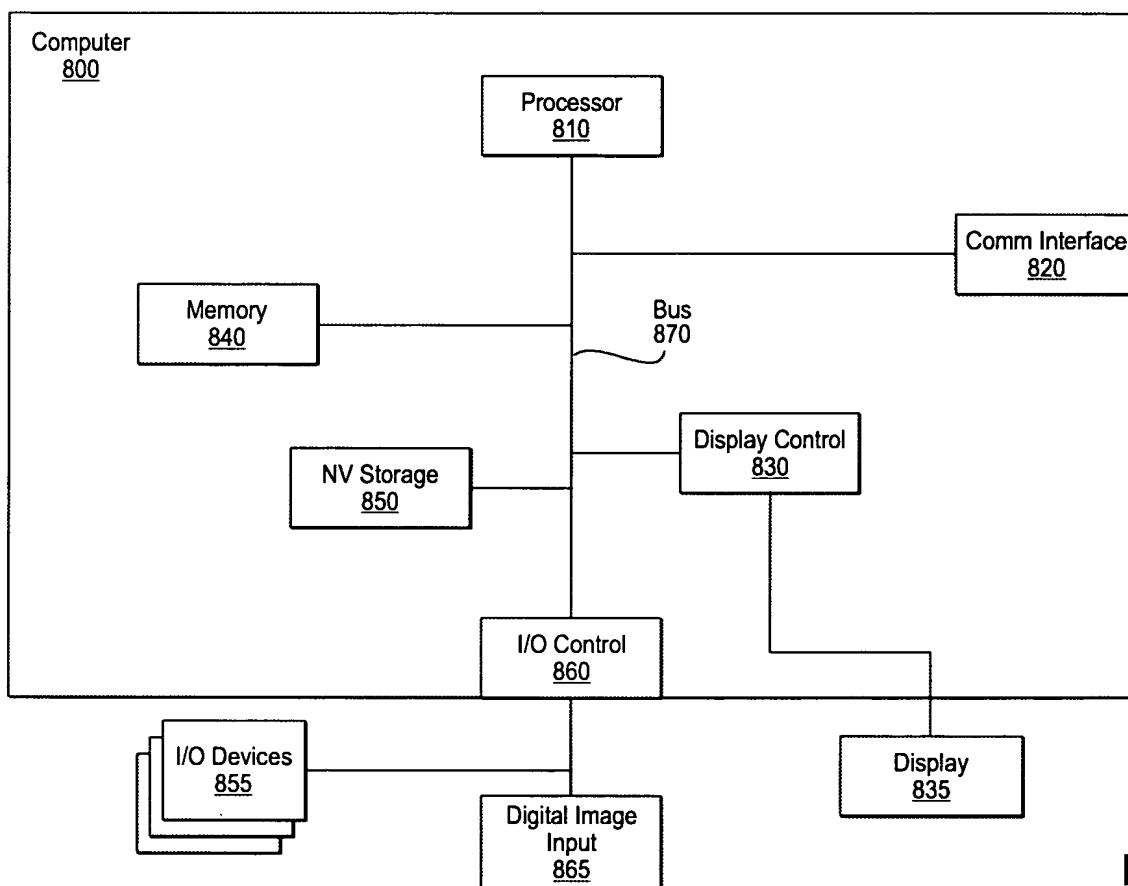 Computer
800
Processor
810
Comm Interface
820
Memory
840
Bus
870
Display Control
830
NV Storage
850
I/O Control
860
I/O Devices
855
Display
835
Digital Image
Input
865